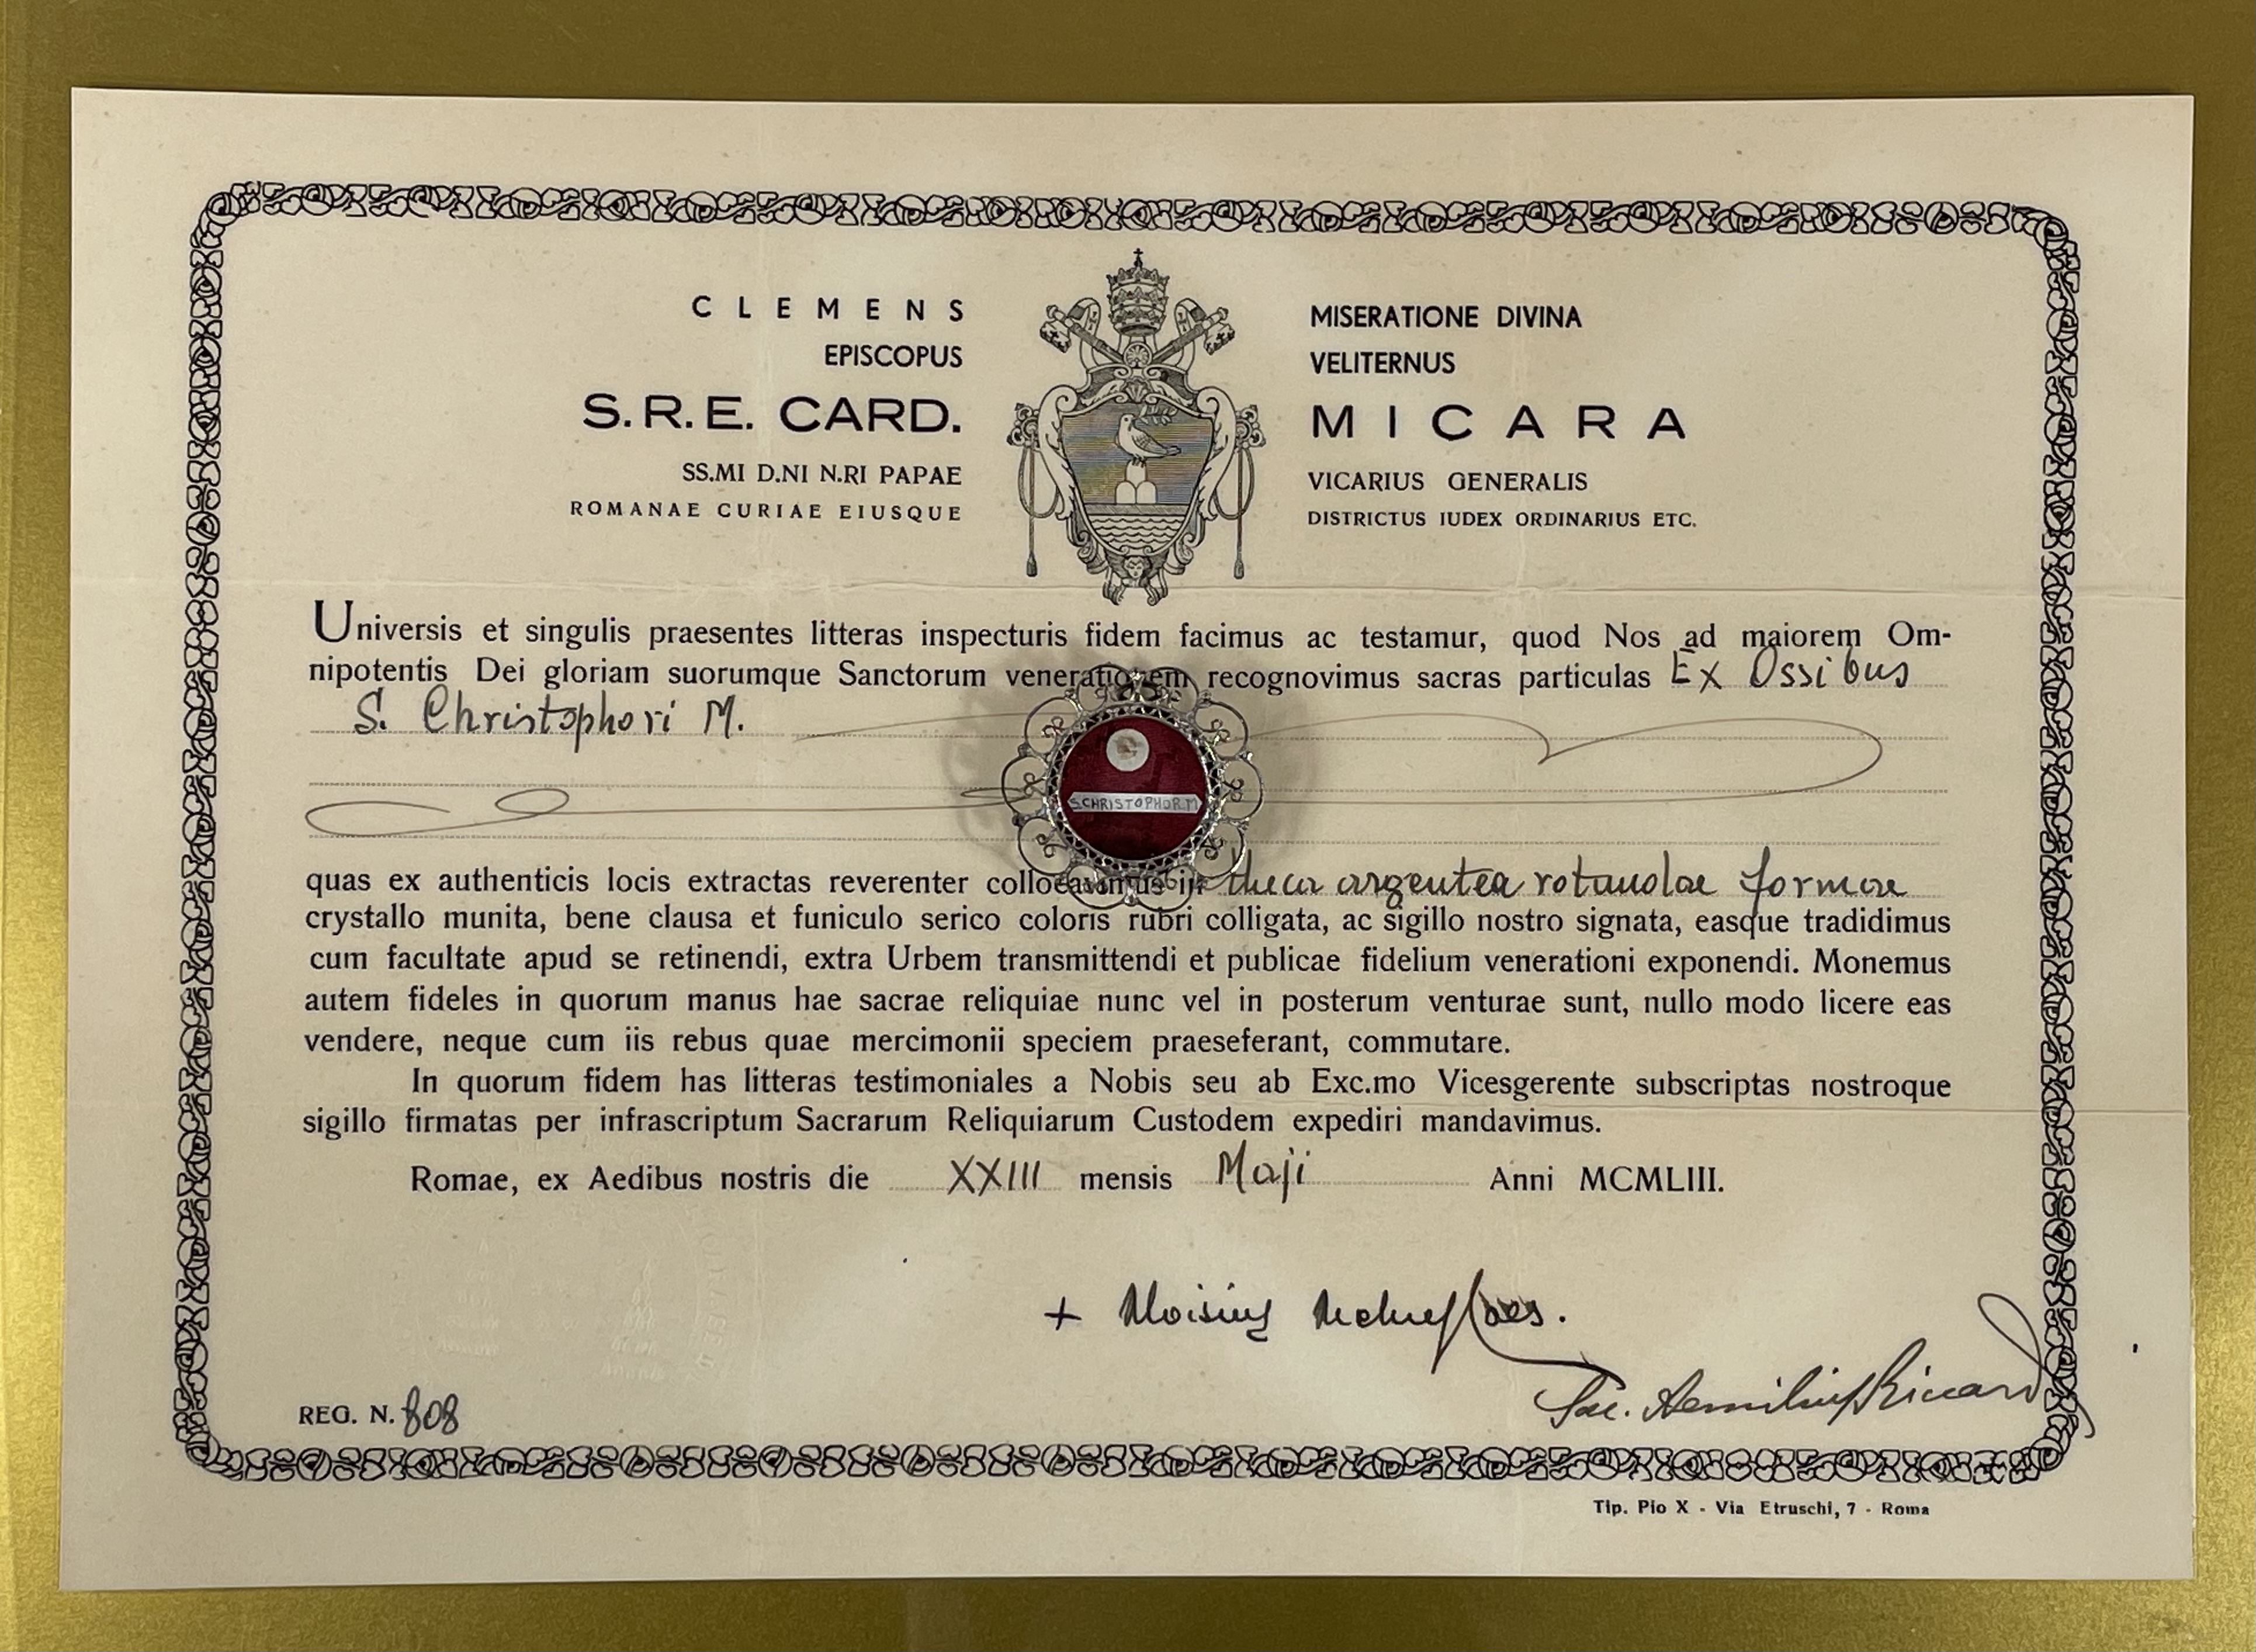 CLEMENS MISERATIONE DIVINA
EPISCOPUS VELITERNUS
S.R.E. CARD. MICARA
SS.MI D.NI N.RI PAPAE VICARIUS GENERALIS
ROMANAE CURIAE EIUSQUE DISTRICTUS IUDEX ORDINARIUS ETC.
Universis et singulis praesentes litteras inspecturis fidem facimus ac testamur, quod Nos ad maiorem Om-
nipotentis Dei gloriam suorumque Sanctorum venerationem recognovimus sacras particulas Ex Ossibus
S. Christophori M.
S CHRISTOPHOR.M
quas ex authenticis locis extractas reverenter collocavimus in theca argentea rotundae formae
crystallo munita, bene clausa et funiculo serico coloris rubri colligata, ac sigillo nostro signata, easque tradidimus
cum facultate apud se retinendi, extra Urbem transmittendi et publicae fidelium venerationi exponendi. Monemus
autem fideles in quorum manus hae sacrae reliquiae nunc vel in posterum venturae sunt, nullo modo licere eas
vendere, neque cum iis rebus quae mercimonii speciem praeseferant, commutare.
In quorum fidem has litteras testimoniales a Nobis seu ab Exc.mo Vicesgerente subscriptas nostroque
sigillo firmatas per infrascriptum Sacrarum Reliquiarum Custodem expediri mandavimus.
Romae, ex Aedibus nostris die XXIII mensis Maji Anni MCMLIII.
+ Aloisius
Sac. Aemilius Riccardi
REG. N. 808
Tip. Pio X - Via Etruschi, 7 - Roma